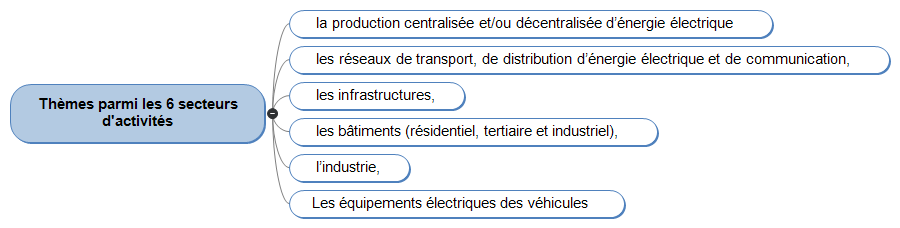 la production centralisée et/ou décentralisée d’énergie électrique
les réseaux de transport, de distribution d’énergie électrique et de communication,
Thèmes parmi les 6 secteurs
d'activités
les infrastructures,
les bâtiments (résidentiel, tertiaire et industriel),
l’industrie,
Les équipements électriques des véhicules